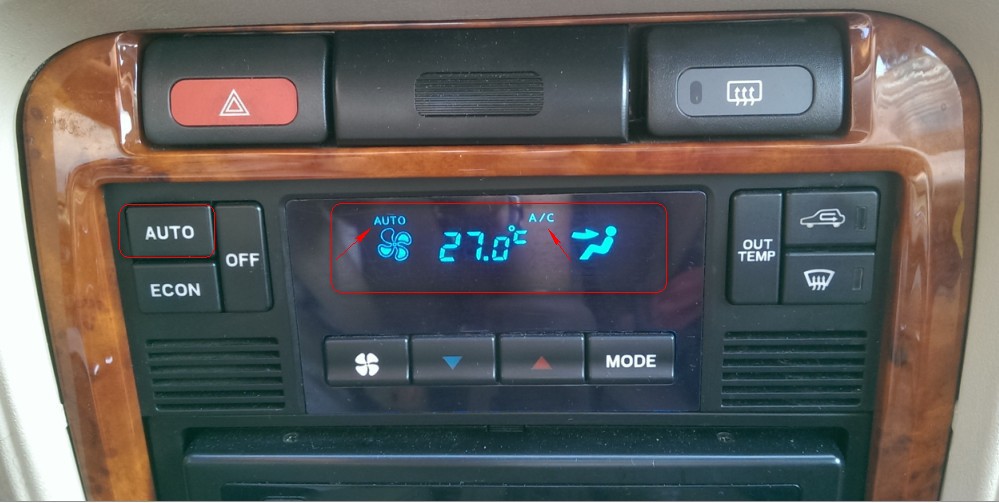 AUTO
A/C
27.0°C
AUTO
OFF
ECON
OUT
TEMP
MODE